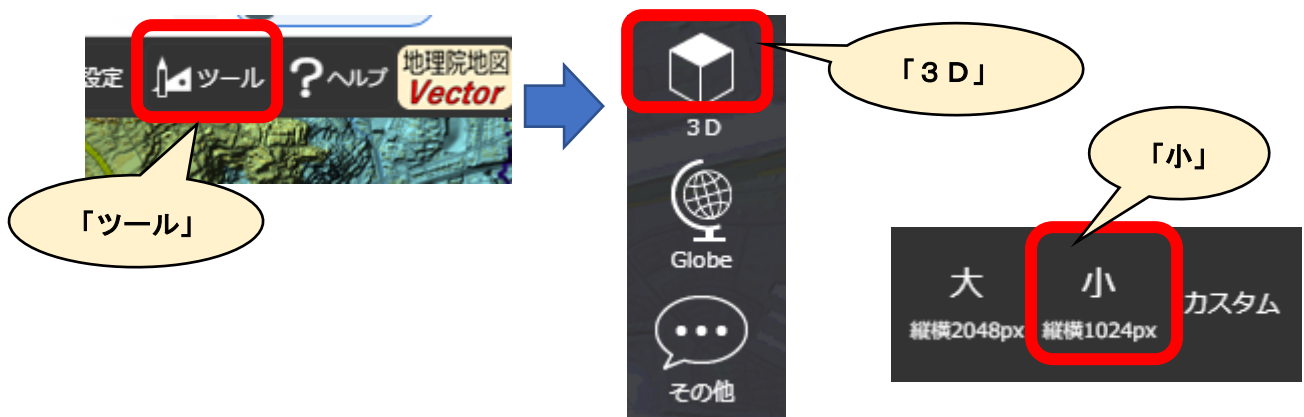 設定
ツール
?ヘルプ
地理院地図
Vector
「ツール」
3D
「３Ｄ」
Globe
その他
「小」
大
縦横2048px
小
縦横1024px
カスタム